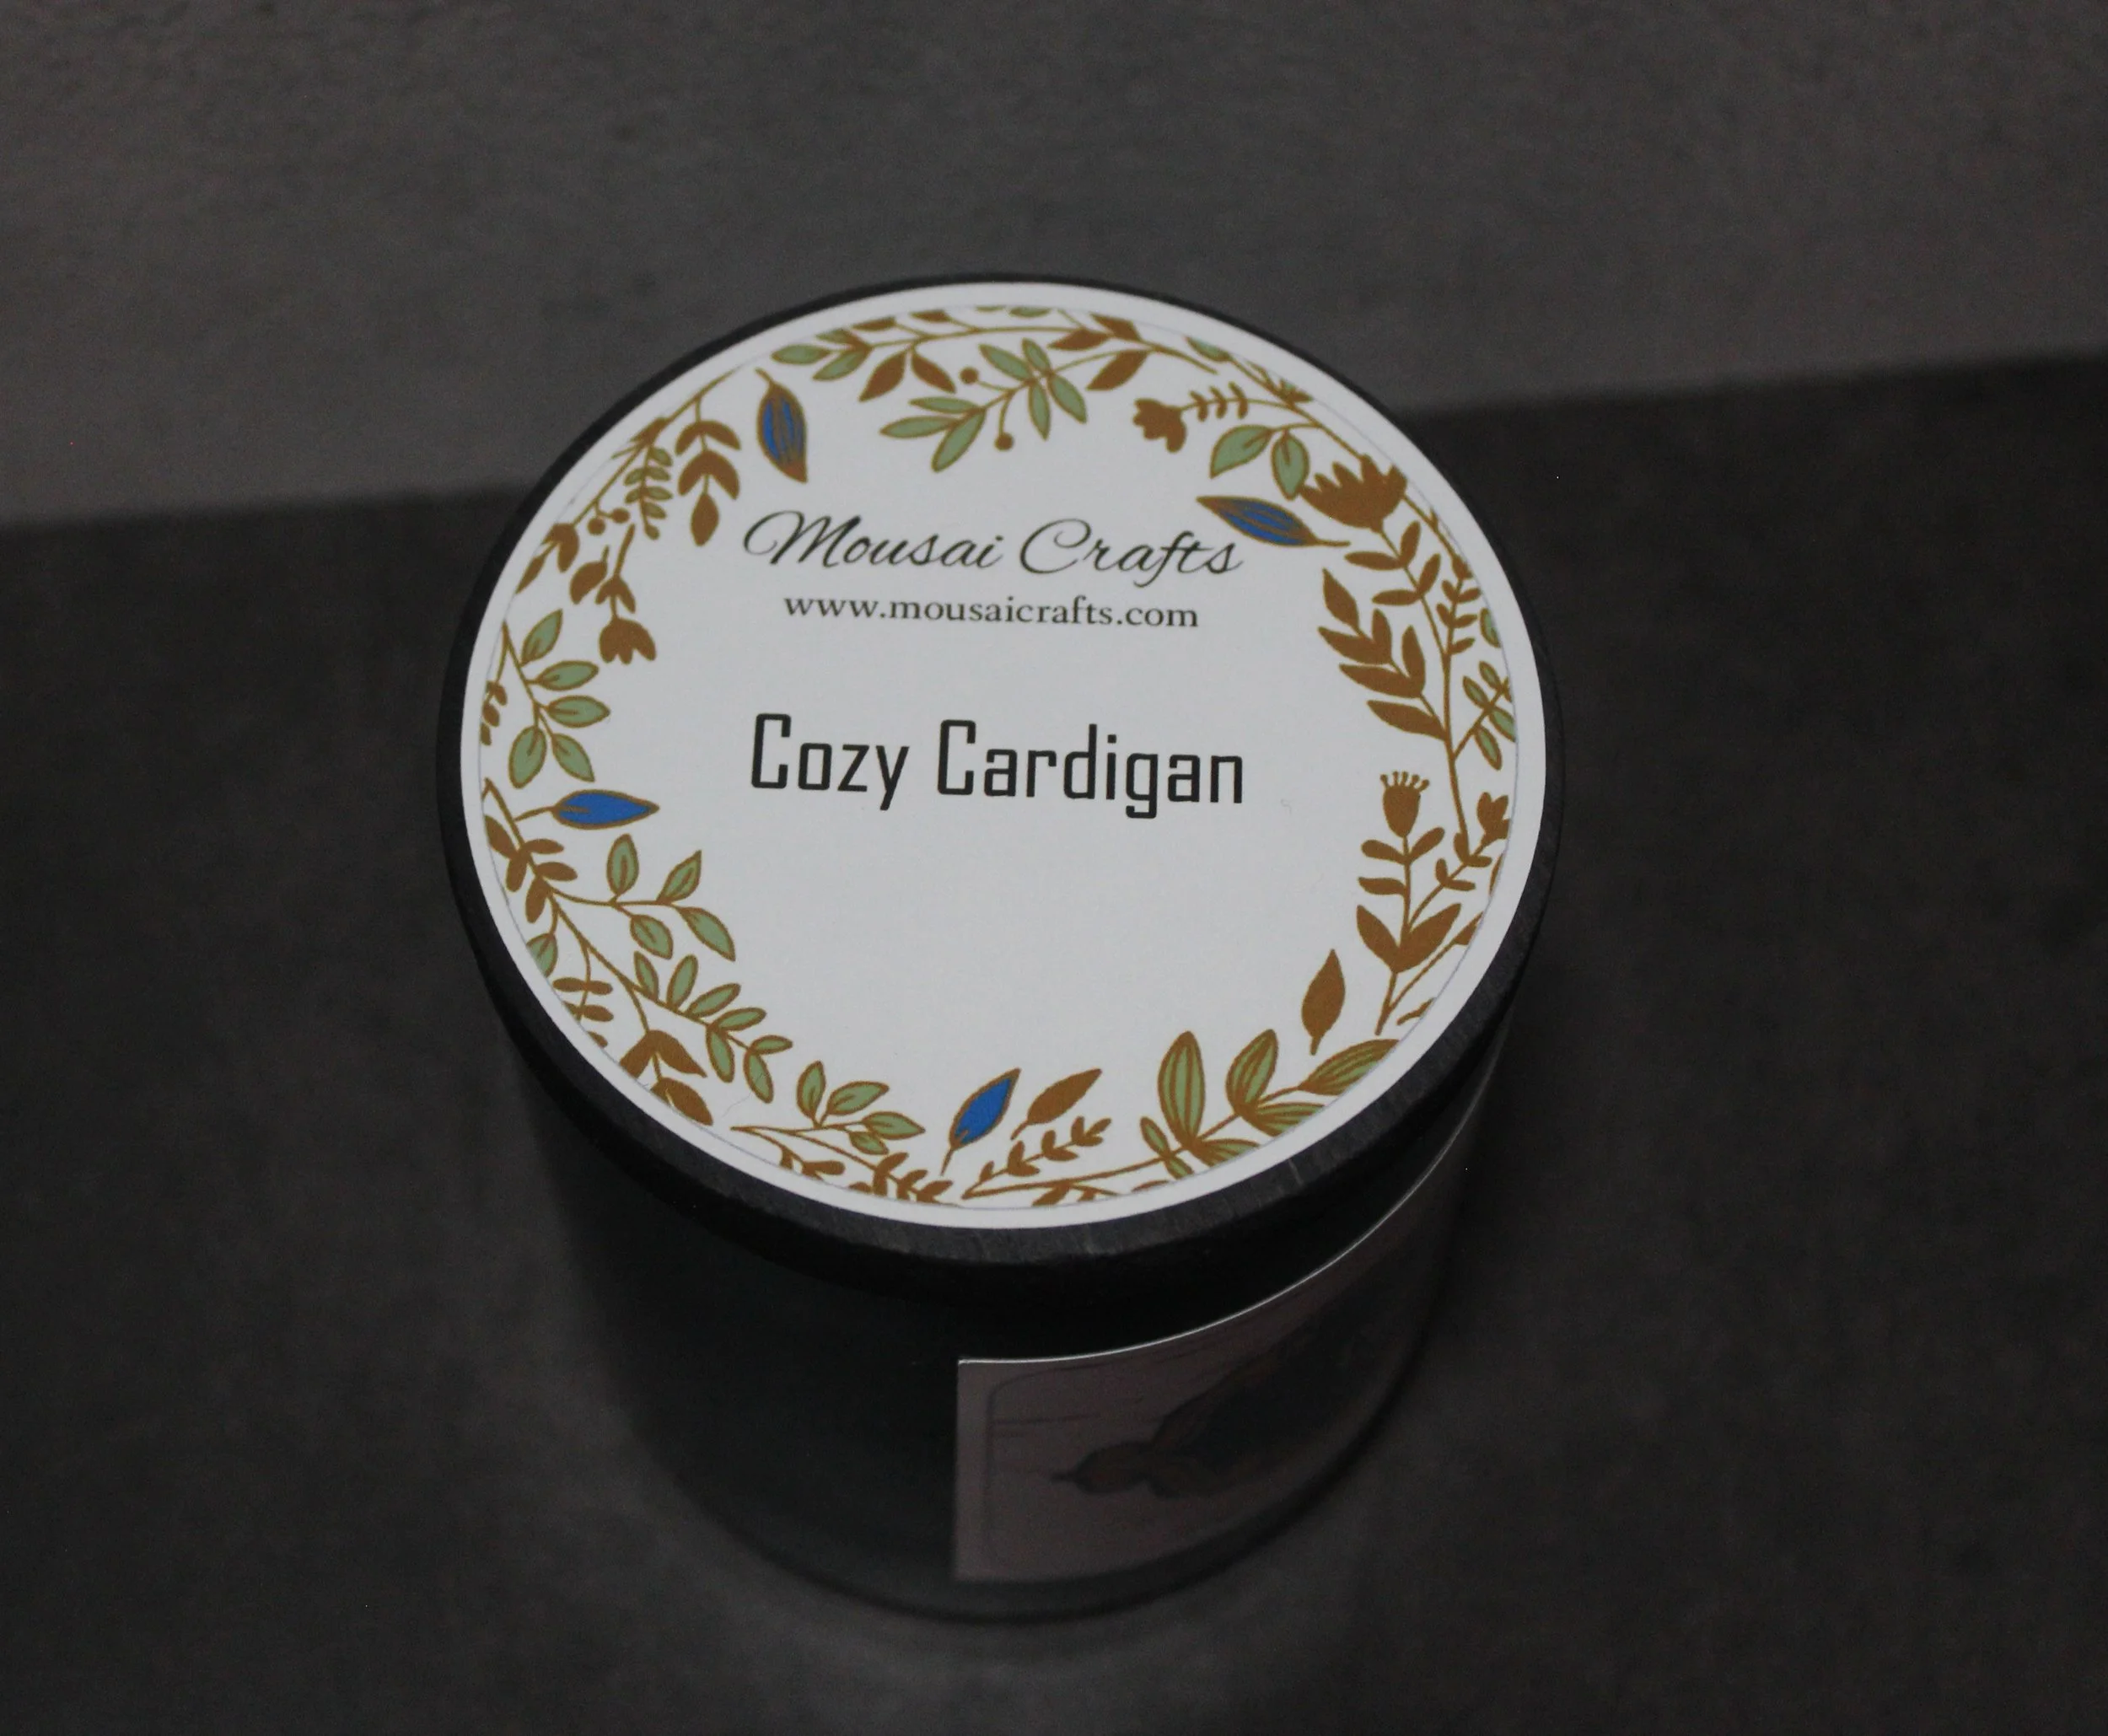 Mousai Crafts
www.mousaicrafts.com
Cozy Cardigan